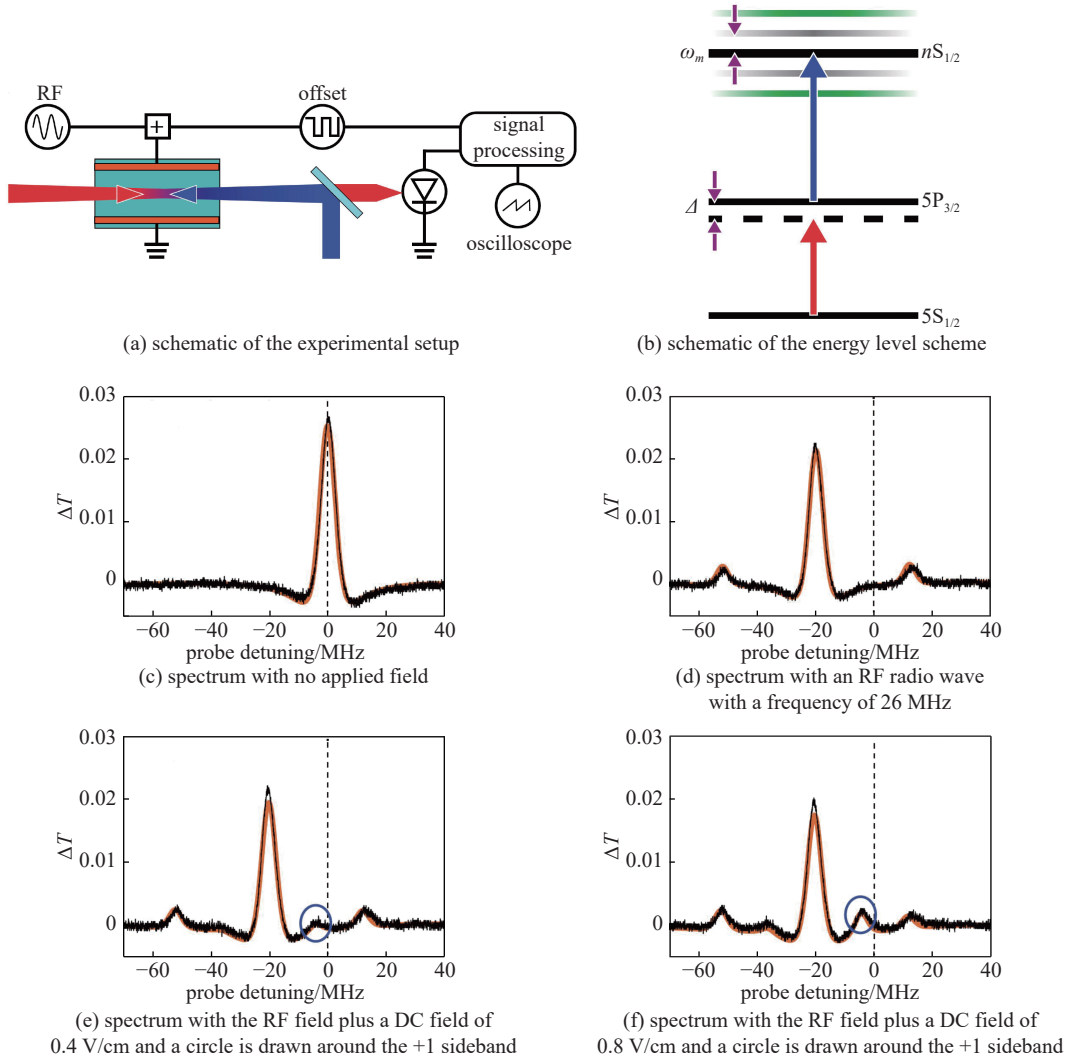 RF
offset
+
signal
processing
oscilloscope
(a) schematic of the experimental setup
ωm
nS1/2
Δ
5P3/2
5S1/2
(b) schematic of the energy level scheme
0.03
0.02
0.01
0
ΔT
−60 −40 −20 0 20 40
probe detuning/MHz
(c) spectrum with no applied field
0.03
0.02
0.01
0
ΔT
−60 −40 −20 0 20 40
probe detuning/MHz
(d) spectrum with an RF radio wave
with a frequency of 26 MHz
0.03
0.02
0.01
0
ΔT
−60 −40 −20 0 20 40
probe detuning/MHz
(e) spectrum with the RF field plus a DC field of
0.4 V/cm and a circle is drawn around the +1 sideband
0.03
0.02
0.01
0
ΔT
−60 −40 −20 0 20 40
probe detuning/MHz
(f) spectrum with the RF field plus a DC field of
0.8 V/cm and a circle is drawn around the +1 sideband